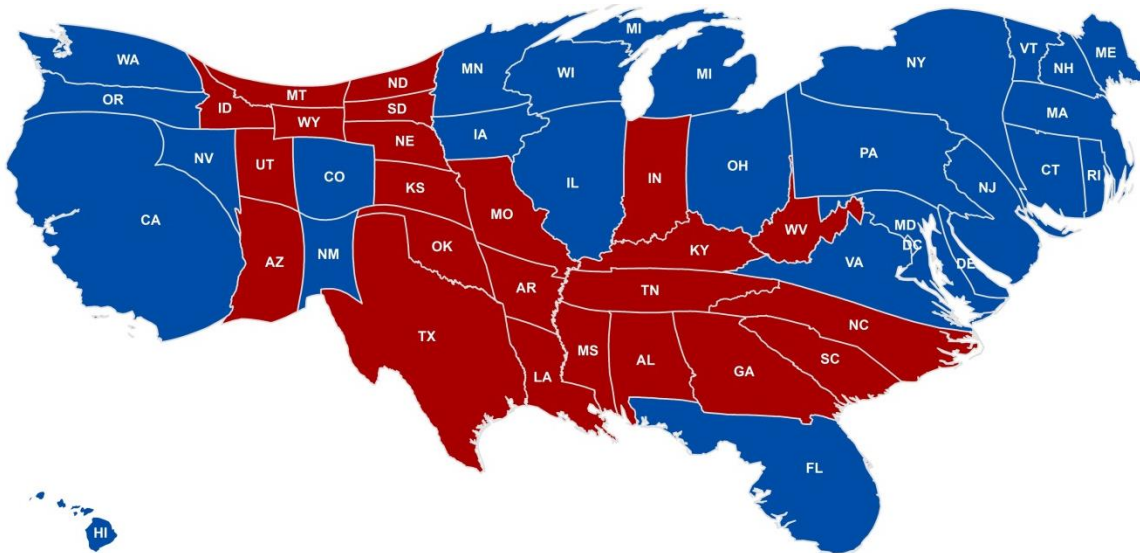 WA
OR
CA
NV
ID
MT
WY
UT
AZ
CO
NM
ND
SD
NE
KS
OK
TX
MN
IA
MO
AR
LA
WI
IL
MI
MI
IN
OH
KY
TN
MS
AL
GA
FL
SC
NC
VA
WV
PA
NY
VT
NH
ME
MA
CT
RI
NJ
MD
DC
DE
HI